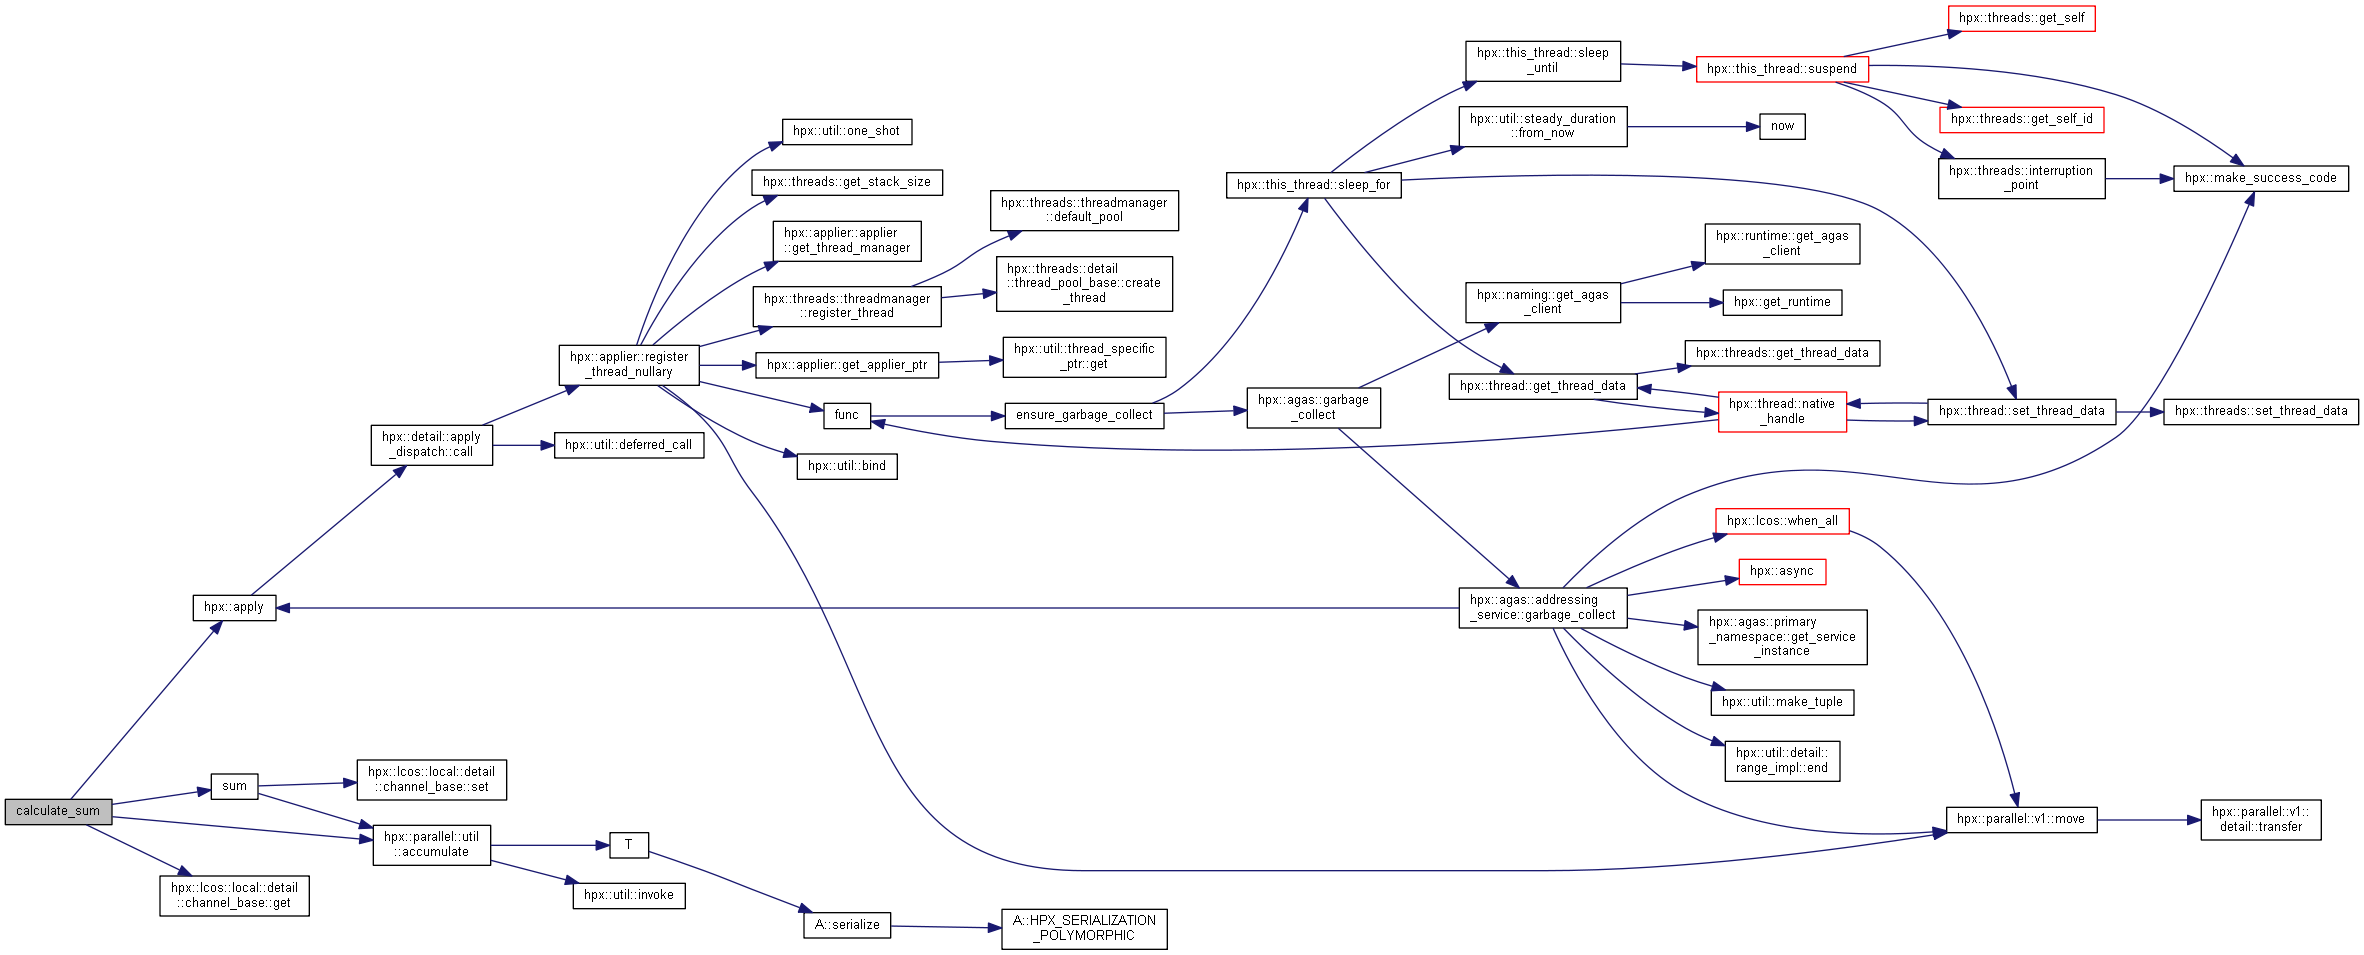 calculate_sum
hpx::apply
sum
hpx::parallel::util
::accumulate
hpx::lcos::local::detail
::channel_base::get
hpx::detail::apply
_dispatch::call
hpx::lcos::local::detail
::channel_base::set
T
hpx::util::invoke
hpx::applier::register
_thread_nullary
hpx::util::deferred_call
A::serialize
A::HPX_SERIALIZATION
_POLYMORPHIC
hpx::util::one_shot
hpx::threads::get_stack_size
hpx::applier::applier
::get_thread_manager
hpx::threads::threadmanager
::register_thread
hpx::applier::get_applier_ptr
func
hpx::util::bind
hpx::threads::threadmanager
::default_pool
hpx::threads::detail
::thread_pool_base::create
_thread
hpx::util::thread_specific
_ptr::get
ensure_garbage_collect
hpx::this_thread::sleep_for
hpx::agas::garbage
_collect
hpx::this_thread::sleep
_until
hpx::util::steady_duration
::from_now
hpx::naming::get_agas
_client
hpx::thread::get_thread_data
hpx::agas::addressing
_service::garbage_collect
hpx::this_thread::suspend
now
hpx::runtime::get_agas
_client
hpx::get_runtime
hpx::threads::get_thread_data
hpx::thread::native
_handle
hpx::lcos::when_all
hpx::async
hpx::agas::primary
_namespace::get_service
_instance
hpx::util::make_tuple
hpx::util::detail::
range_impl::end
hpx::threads::get_self
hpx::threads::get_self_id
hpx::threads::interruption
_point
hpx::thread::set_thread_data
hpx::parallel::v1::move
hpx::make_success_code
hpx::threads::set_thread_data
hpx::parallel::v1::
detail::transfer